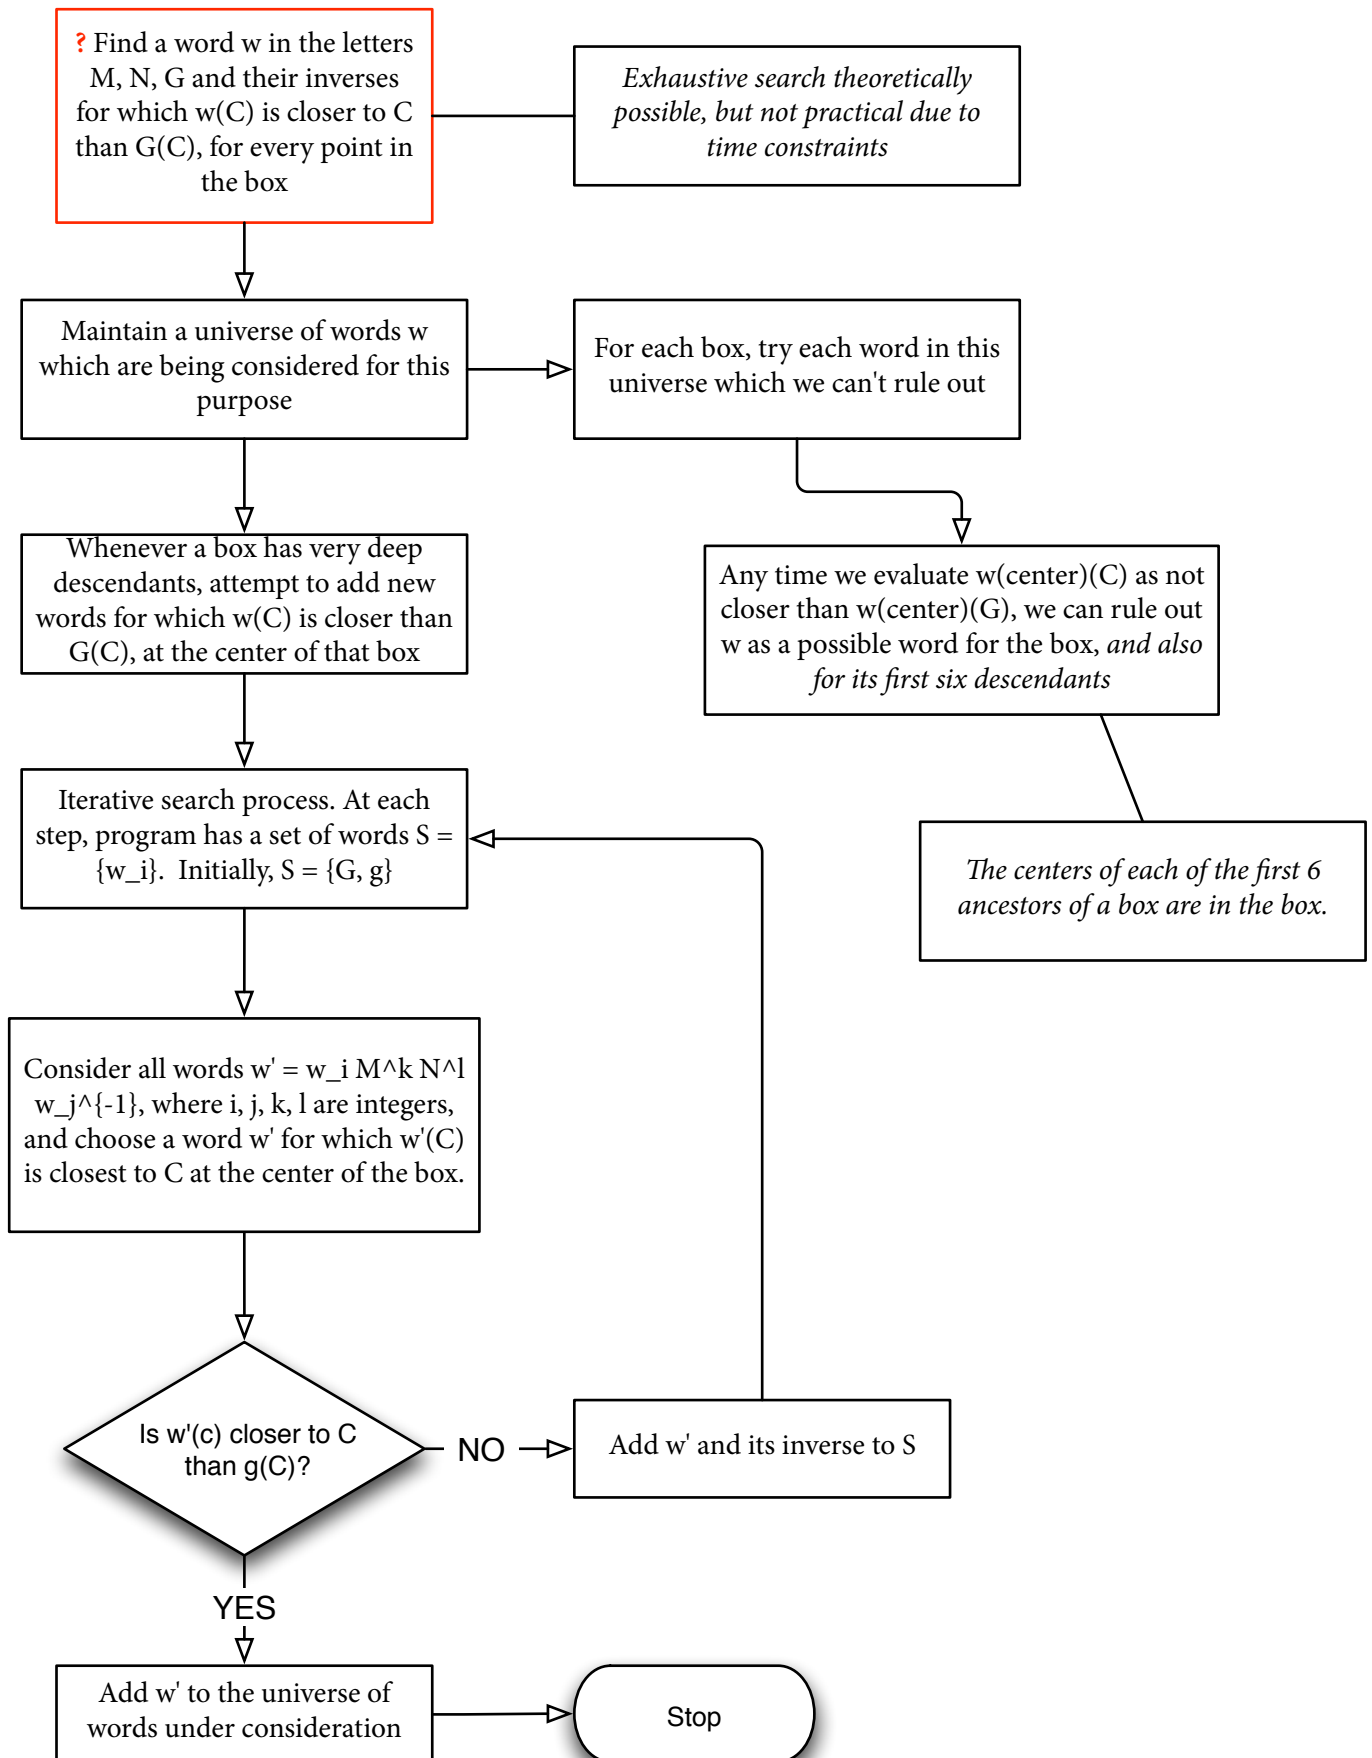 ? Find a word w in the letters
M, N, G and their inverses
for which w(C) is closer to C
than G(C), for every point in
the box
Exhaustive search theoretically
possible, but not practical due to
time constraints
Maintain a universe of words w
which are being considered for this
purpose
For each box, try each word in this
universe which we can't rule out
Whenever a box has very deep
descendants, attempt to add new
words for which w(C) is closer than
G(C), at the center of that box
Any time we evaluate w(center)(C) as not
closer than w(center)(G), we can rule out
w as a possible word for the box, and also
for its first six descendants
Iterative search process. At each
step, program has a set of words S =
{w_i}.  Initially, S = {G, g}
The centers of each of the first 6
ancestors of a box are in the box.
Consider all words w' = w_i M^k N^l
w_j^{-1}, where i, j, k, l are integers,
and choose a word w' for which w'(C)
is closest to C at the center of the box.
Is w'(c) closer to C
than g(C)?
NO
Add w' and its inverse to S
YES
Add w' to the universe of
words under consideration
Stop